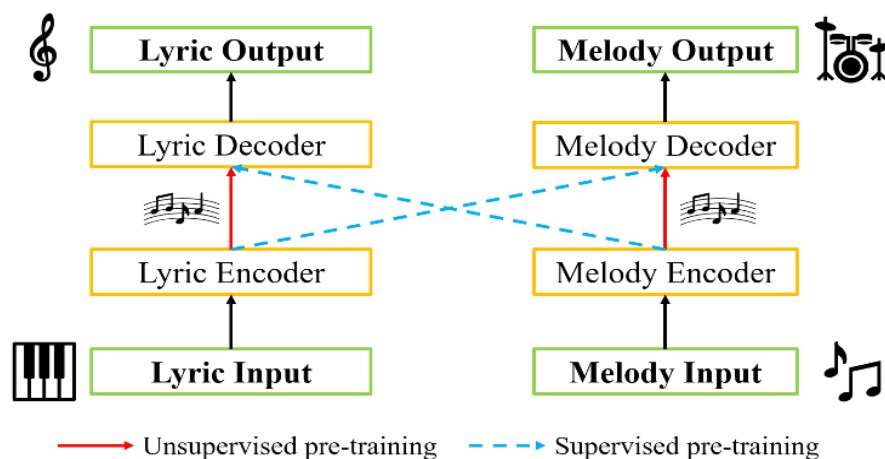 Lyric Output Melody Output
Lyric Decoder Melody Decoder
Lyric Encoder Melody Encoder
Lyric Input Melody Input
Unsupervised pre-training Supervised pre-training